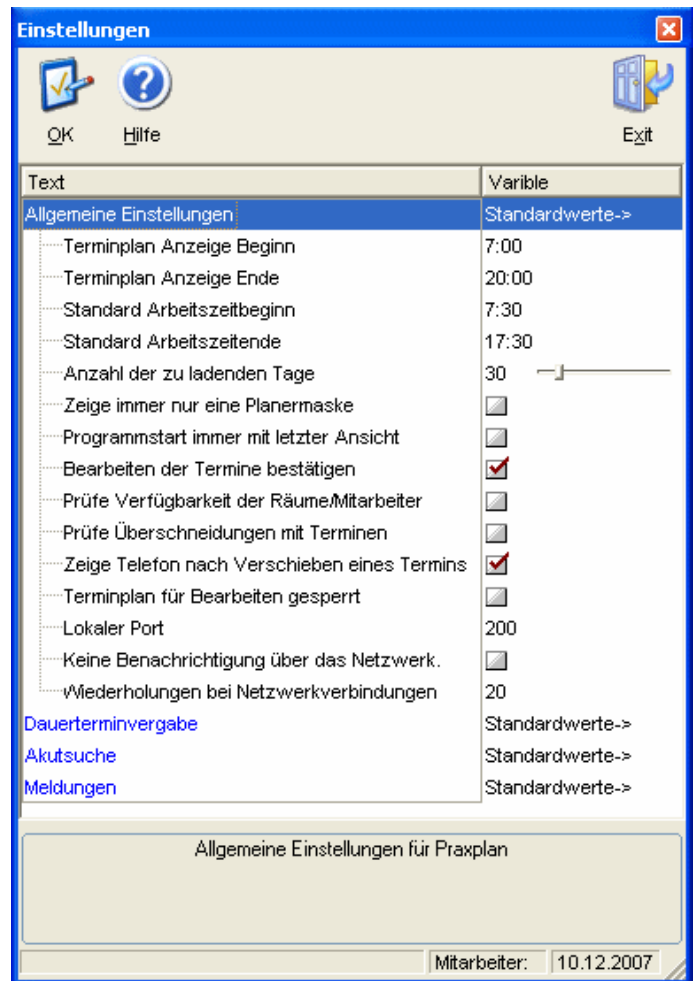 Einstellungen
OK Hilfe Exit
Text Varible
Allgemeine Einstellungen Standardwerte->
Terminplan Anzeige Beginn 7:00
Terminplan Anzeige Ende 20:00
Standard Arbeitszeitbeginn 7:30
Standard Arbeitszeitende 17:30
Anzahl der zu ladenden Tage 30
Zeige immer nur eine Planermaske
Programmstart immer mit letzter Ansicht
Bearbeiten der Termine bestätigen
Prüfe Verfügbarkeit der Räume/Mitarbeiter
Prüfe Überschneidungen mit Terminen
Zeige Telefon nach Verschieben eines Termins
Terminplan für Bearbeiten gesperrt
Lokaler Port 200
Keine Benachrichtigung über das Netzwerk.
Wiederholungen bei Netzwerkverbindungen 20
Dauerterminvergabe Standardwerte->
Akutsuche Standardwerte->
Meldungen Standardwerte->
Allgemeine Einstellungen für Praxplan
Mitarbeiter: 10.12.2007